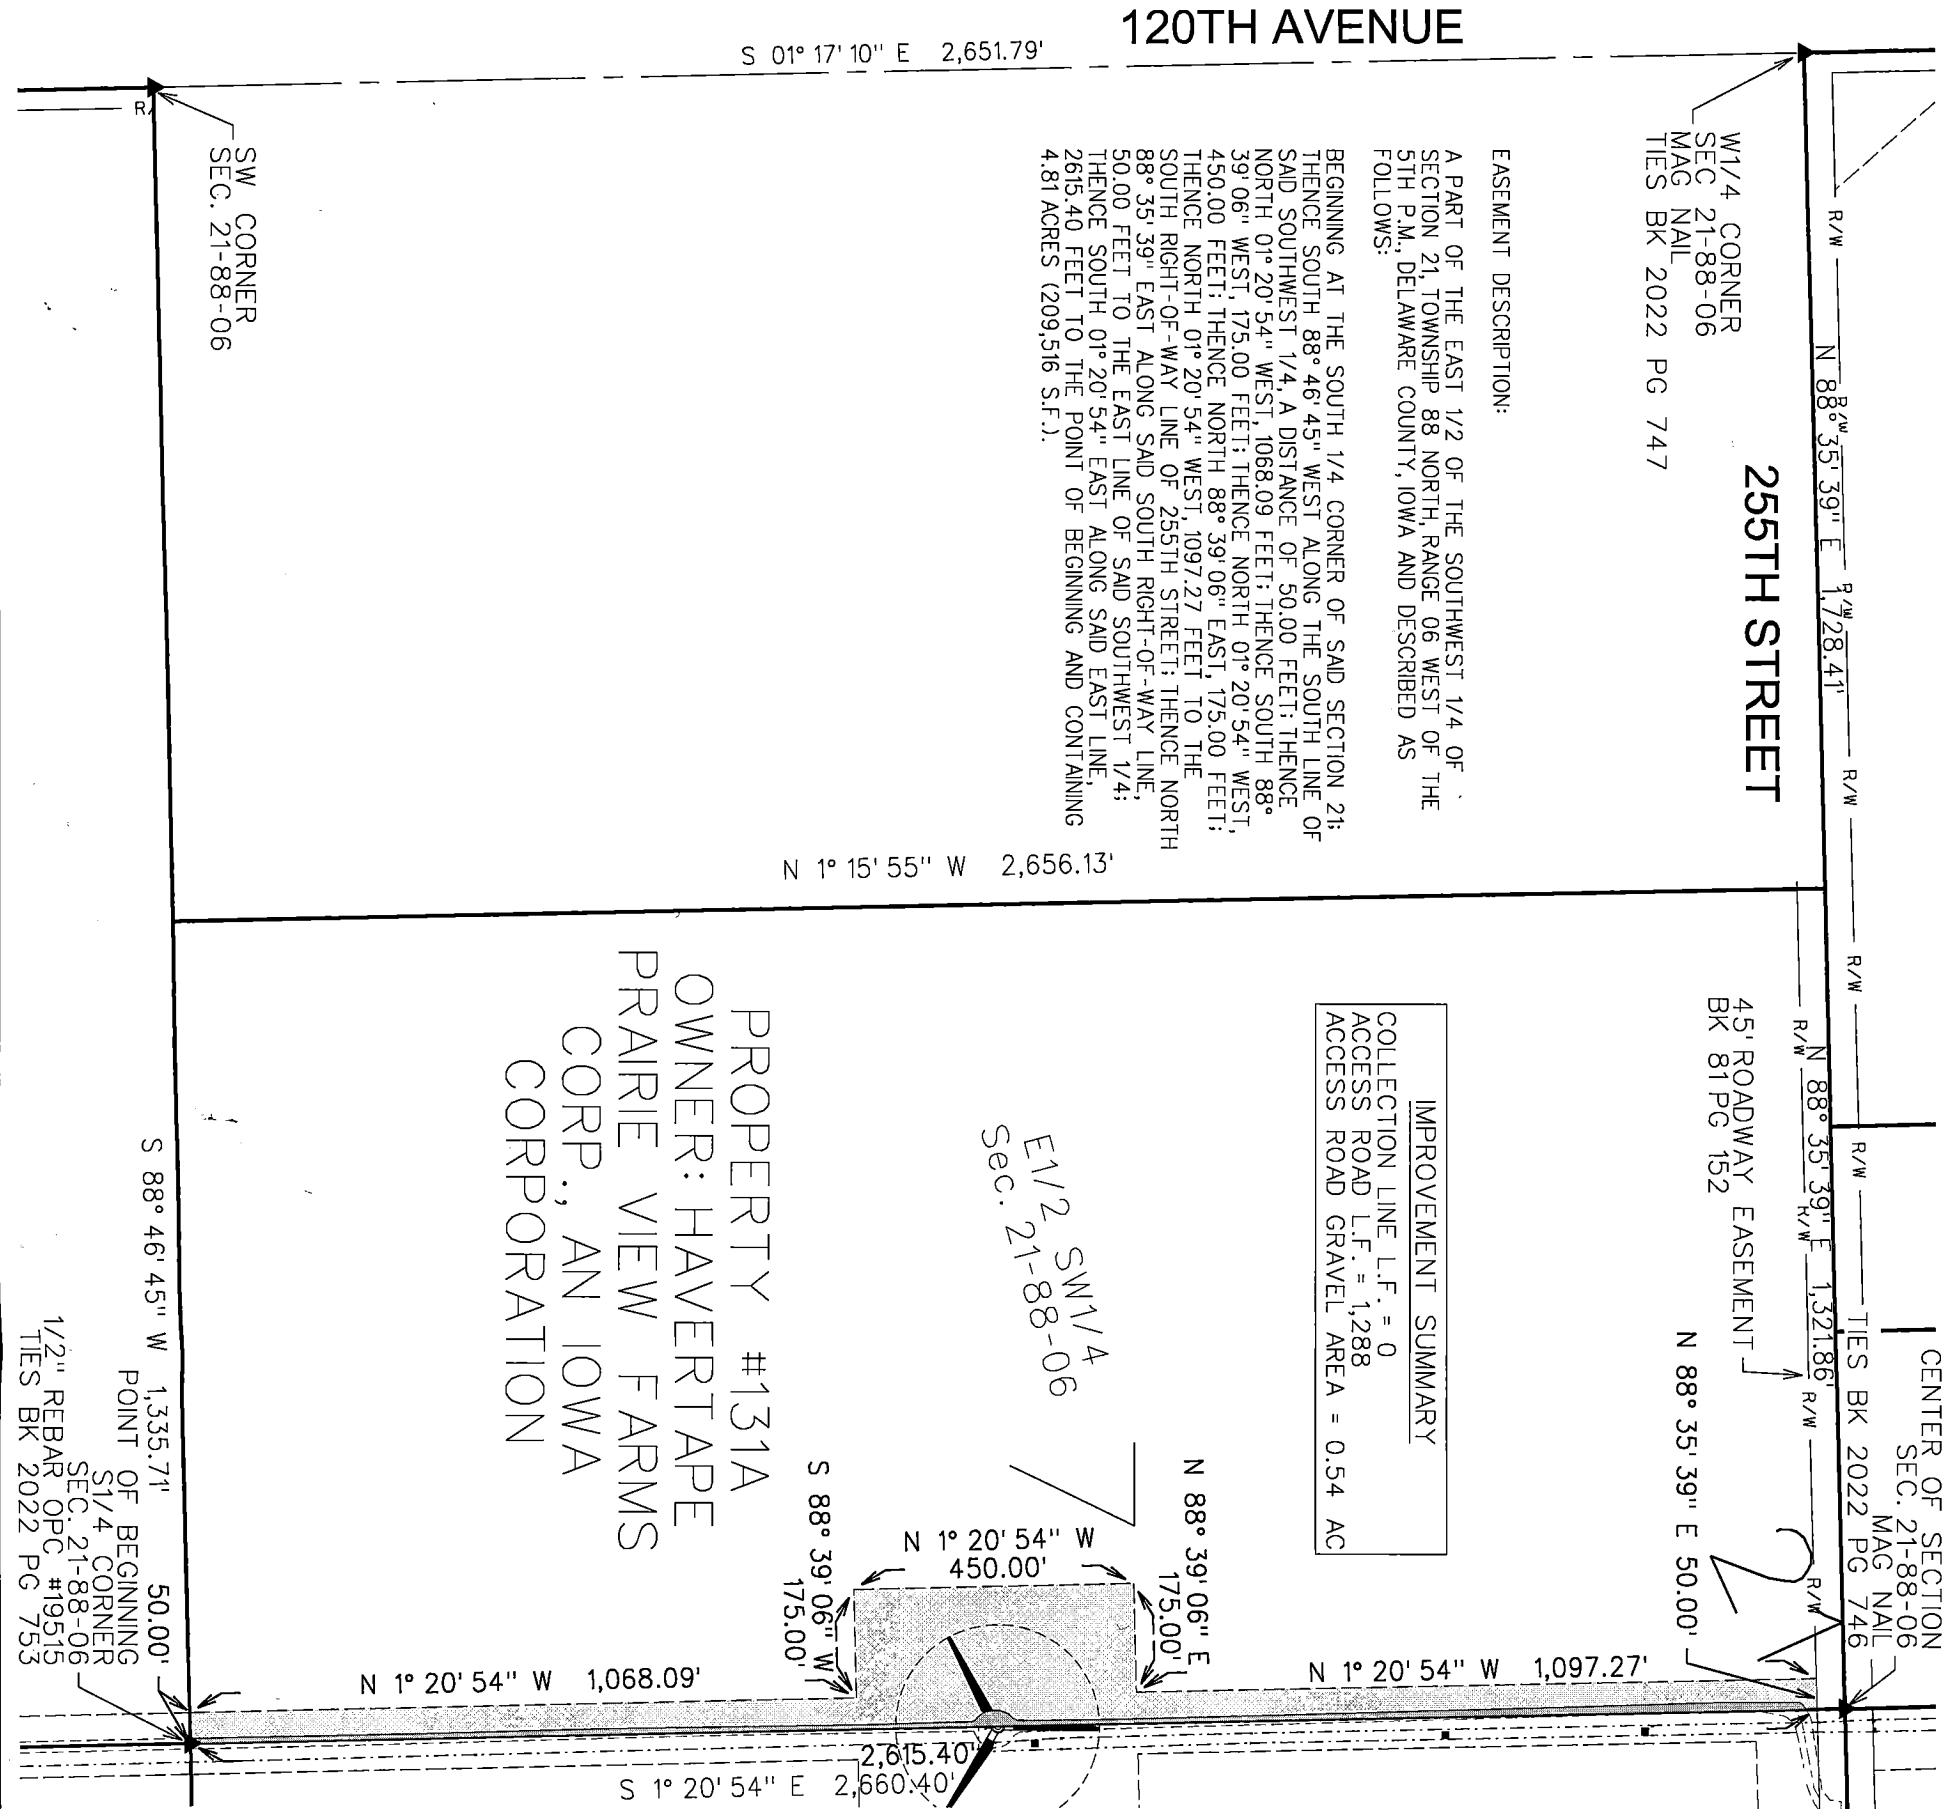 120TH AVENUE
S 01° 17' 10" E 2,651.79'
W1/4 CORNER
SEC 21-88-06
MAG NAIL
TIES BK 2022 PG 747
SW CORNER
SEC. 21-88-06
R/
R/W
R/W
R/W
R/W
R/W
R/W
N 88° 35' 39" E 1,728.41'
255TH STREET
EASEMENT DESCRIPTION:
A PART OF THE EAST 1/2 OF THE SOUTHWEST 1/4 OF
SECTION 21, TOWNSHIP 88 NORTH, RANGE 06 WEST OF THE
5TH P.M., DELAWARE COUNTY, IOWA AND DESCRIBED AS
FOLLOWS:
BEGINNING AT THE SOUTH 1/4 CORNER OF SAID SECTION 21;
THENCE SOUTH 88° 46' 45" WEST ALONG THE SOUTH LINE OF
SAID SOUTHWEST 1/4, A DISTANCE OF 50.00 FEET; THENCE
NORTH 01° 20' 54" WEST, 1068.09 FEET; THENCE SOUTH 88°
39' 06" WEST, 175.00 FEET; THENCE NORTH 01° 20' 54" WEST,
450.00 FEET; THENCE NORTH 88° 39' 06" EAST, 175.00 FEET;
THENCE NORTH 01° 20' 54" WEST, 1097.27 FEET TO THE
SOUTH RIGHT-OF-WAY LINE OF 255TH STREET; THENCE NORTH
88° 35' 39" EAST ALONG SAID SOUTH RIGHT-OF-WAY LINE,
50.00 FEET TO THE EAST LINE OF SAID SOUTHWEST 1/4;
THENCE SOUTH 01° 20' 54" EAST ALONG SAID EAST LINE,
2615.40 FEET TO THE POINT OF BEGINNING AND CONTAINING
4.81 ACRES (209,516 S.F.).
N 1° 15' 55" W 2,656.13'
N 88° 35' 39" E 1,321.86'
R/W
R/W
R/W
R/W
45' ROADWAY EASEMENT
BK 81 PG 152
CENTER OF SECTION
SEC. 21-88-06
MAG NAIL
TIES BK 2022 PG 746
IMPROVEMENT SUMMARY
COLLECTION LINE L.F. = 0
ACCESS ROAD L.F. = 1,288
ACCESS ROAD GRAVEL AREA = 0.54 AC
E1/2 SW1/4
Sec. 21-88-06
PROPERTY #131A
OWNER: HAVERTAPE
PRAIRIE VIEW FARMS
CORP., AN IOWA
CORPORATION
N 88° 35' 39" E 50.00'
N 88° 39' 06" E
175.00'
N 1° 20' 54" W
450.00'
S 88° 39' 06" W
175.00'
N 1° 20' 54" W 1,097.27'
N 1° 20' 54" W 1,068.09'
S 88° 46' 45" W 1,335.71'
50.00'
POINT OF BEGINNING
S1/4 CORNER
SEC. 21-88-06
1/2" REBAR OPC #19515
TIES BK 2022 PG 753
2,615.40'
S 1° 20' 54" E 2,660.40'